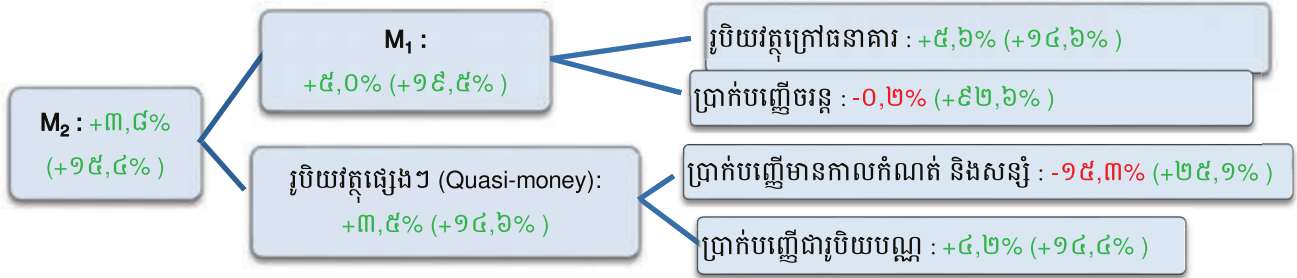 M₂ : +៣,៨%
(+១៥,៤% )
M₁ :
+៥,០% (+១៩,៥% )
រូបិយវត្ថុក្រៅធនាគារ : +៥,៦% (+១៤,៦% )
ប្រាក់បញ្ញើចរន្ត : -០,២% (+៩២,៦% )
រូបិយវត្ថុផ្សេងៗ (Quasi-money):
+៣,៥% (+១៤,៦% )
ប្រាក់បញ្ញើមានកាលកំណត់ និងសន្សំ : -១៥,៣% (+២៥,១% )
ប្រាក់បញ្ញើជារូបិយបណ្ណ : +៤,២% (+១៤,៤% )